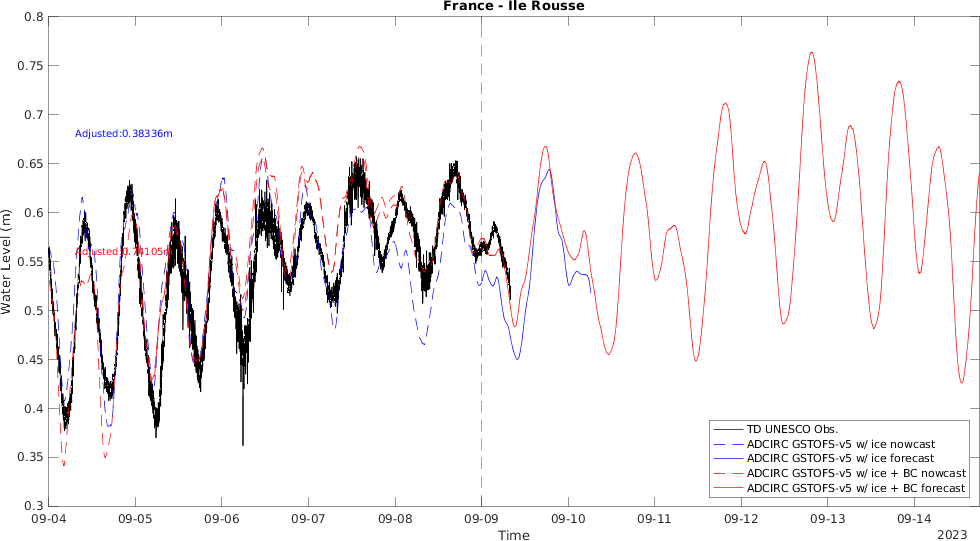 France - Ile Rousse
0.8
0.75
0.7
0.65
0.6
0.55
0.5
0.45
0.4
0.35
0.3
Water Level (m)
Adjusted:0.38336m
Adjusted:0.74105m
09-04
09-05
09-06
09-07
09-08
09-09
09-10
09-11
09-12
09-13
09-14
Time
2023
TD UNESCO Obs.
ADCIRC GSTOFS-v5 w/ ice nowcast
ADCIRC GSTOFS-v5 w/ ice forecast
ADCIRC GSTOFS-v5 w/ ice + BC nowcast
ADCIRC GSTOFS-v5 w/ ice + BC forecast